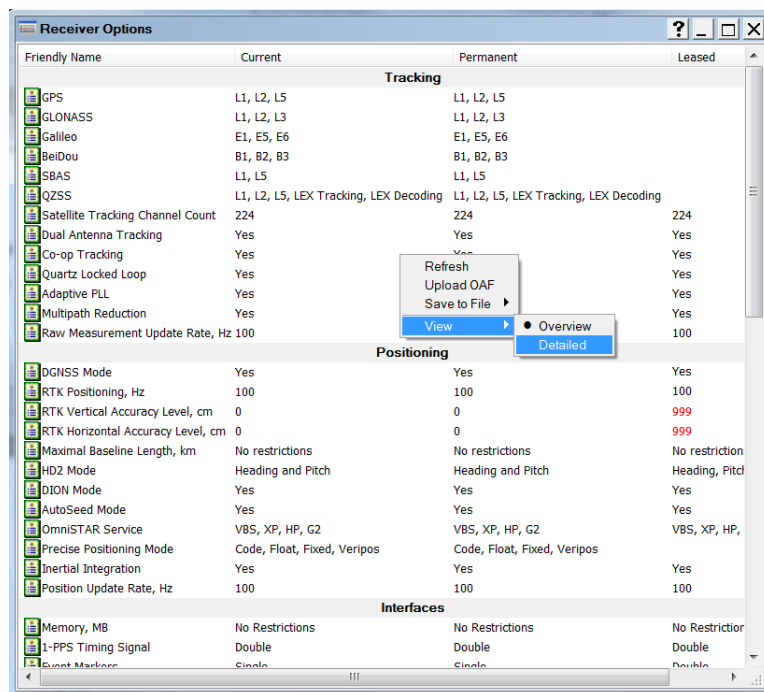 Receiver Options
Friendly Name Current Permanent Leased
Tracking
GPS L1, L2, L5 L1, L2, L5
GLONASS L1, L2, L3 L1, L2, L3
Galileo E1, E5, E6 E1, E5, E6
BeiDou B1, B2, B3 B1, B2, B3
SBAS L1, L5 L1, L5
QZSS L1, L2, L5, LEX Tracking, LEX Decoding L1, L2, L5, LEX Tracking, LEX Decoding
Satellite Tracking Channel Count 224 224 224
Dual Antenna Tracking Yes Yes Yes
Co-op Tracking Yes Yes Yes
Refresh
Quartz Locked Loop Yes Yes
Upload OAF
Adaptive PLL Yes Yes
Save to File
Multipath Reduction Yes Yes
View Overview
Raw Measurement Update Rate, Hz 100 100
Detailed
Positioning
DGNSS Mode Yes Yes Yes
RTK Positioning, Hz 100 100 100
RTK Vertical Accuracy Level, cm 0 0 999
RTK Horizontal Accuracy Level, cm 0 0 999
Maximal Baseline Length, km No restrictions No restrictions No restriction
HD2 Mode Heading and Pitch Heading and Pitch Heading, Pitch
DION Mode Yes Yes Yes
AutoSeed Mode Yes Yes Yes
OmniSTAR Service VBS, XP, HP, G2 VBS, XP, HP, G2 VBS, XP, HP,
Precise Positioning Mode Code, Float, Fixed, Veripos Code, Float, Fixed, Veripos
Inertial Integration Yes Yes Yes
Position Update Rate, Hz 100 100 100
Interfaces
Memory, MB No Restrictions No Restrictions No Restriction
1-PPS Timing Signal Double Double Double
Event Markers Single Single Double